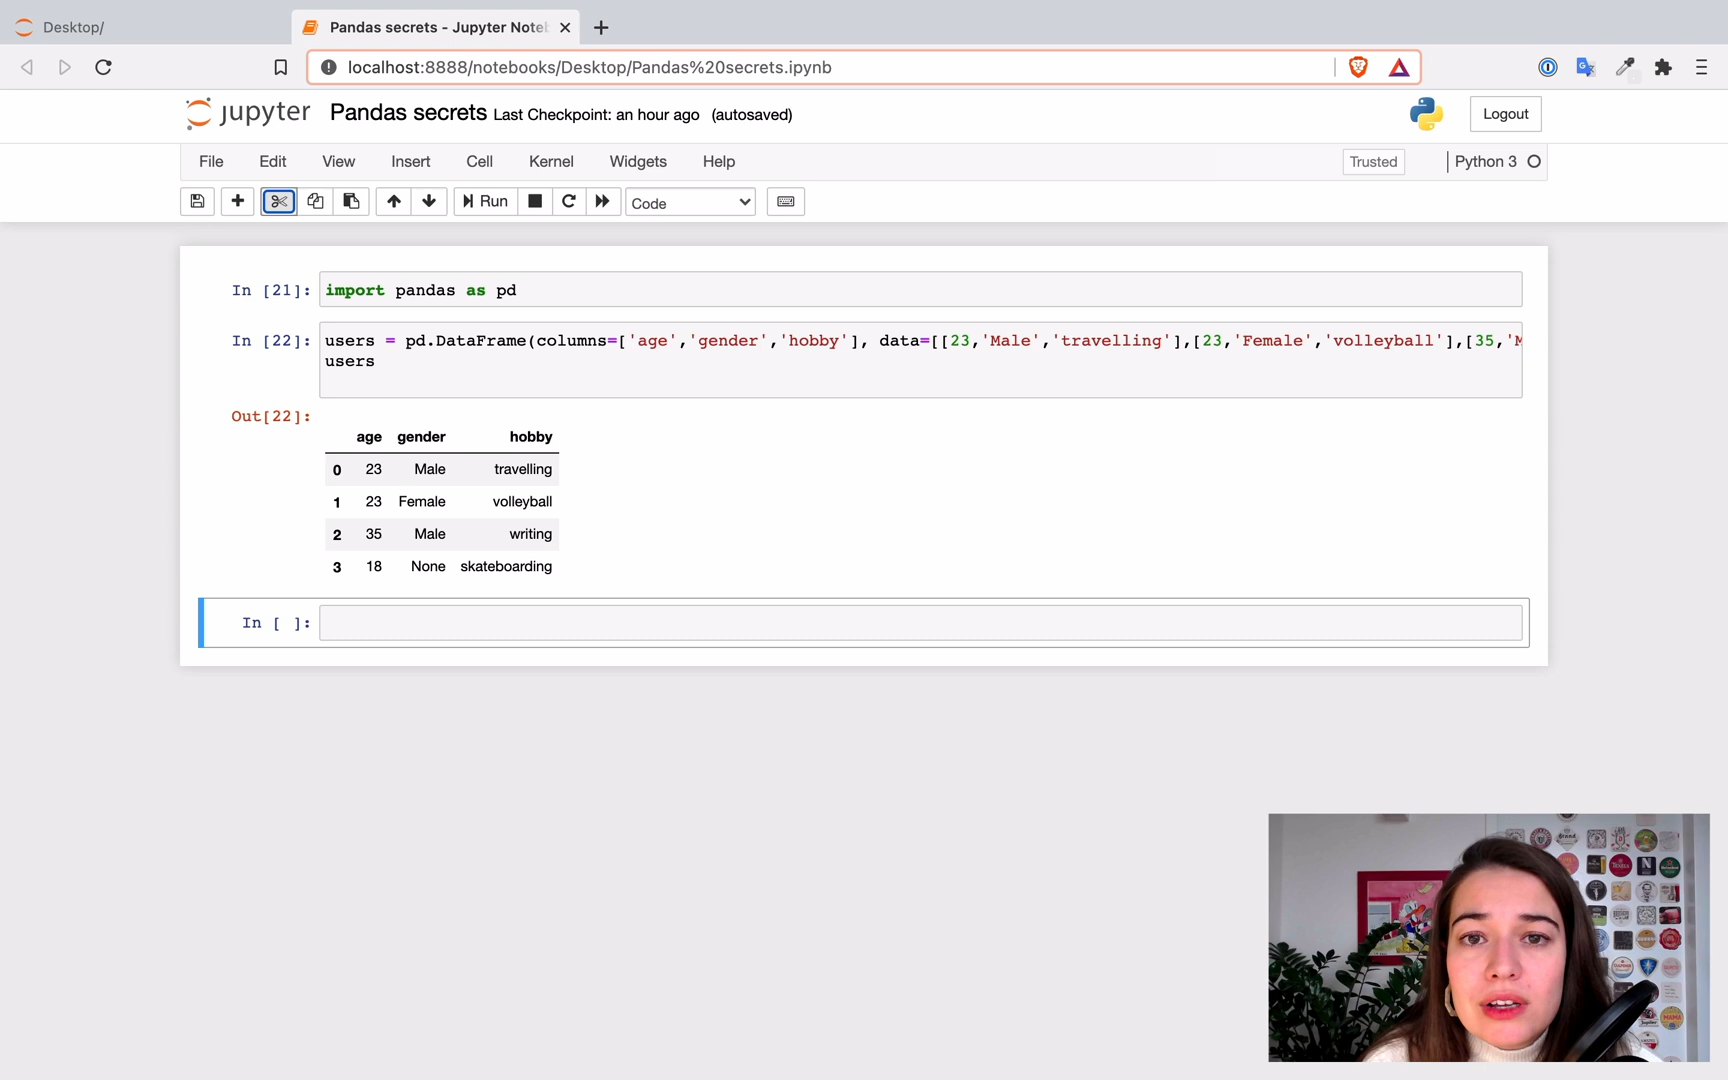 Desktop/
Pandas secrets - Jupyter Noteb
localhost:8888/notebooks/Desktop/Pandas%20secrets.ipynb
jupyter Pandas secrets Last Checkpoint: an hour ago (autosaved)
Logout
File Edit View Insert Cell Kernel Widgets Help
Trusted
Python 3
Run
Code
In [21]: import pandas as pd
In [22]: users = pd.DataFrame(columns=['age','gender','hobby'], data=[[23,'Male','travelling'],[23,'Female','volleyball'],[35,'M
users
Out[22]:
age gender hobby
0 23 Male travelling
1 23 Female volleyball
2 35 Male writing
3 18 None skateboarding
In [ ]: